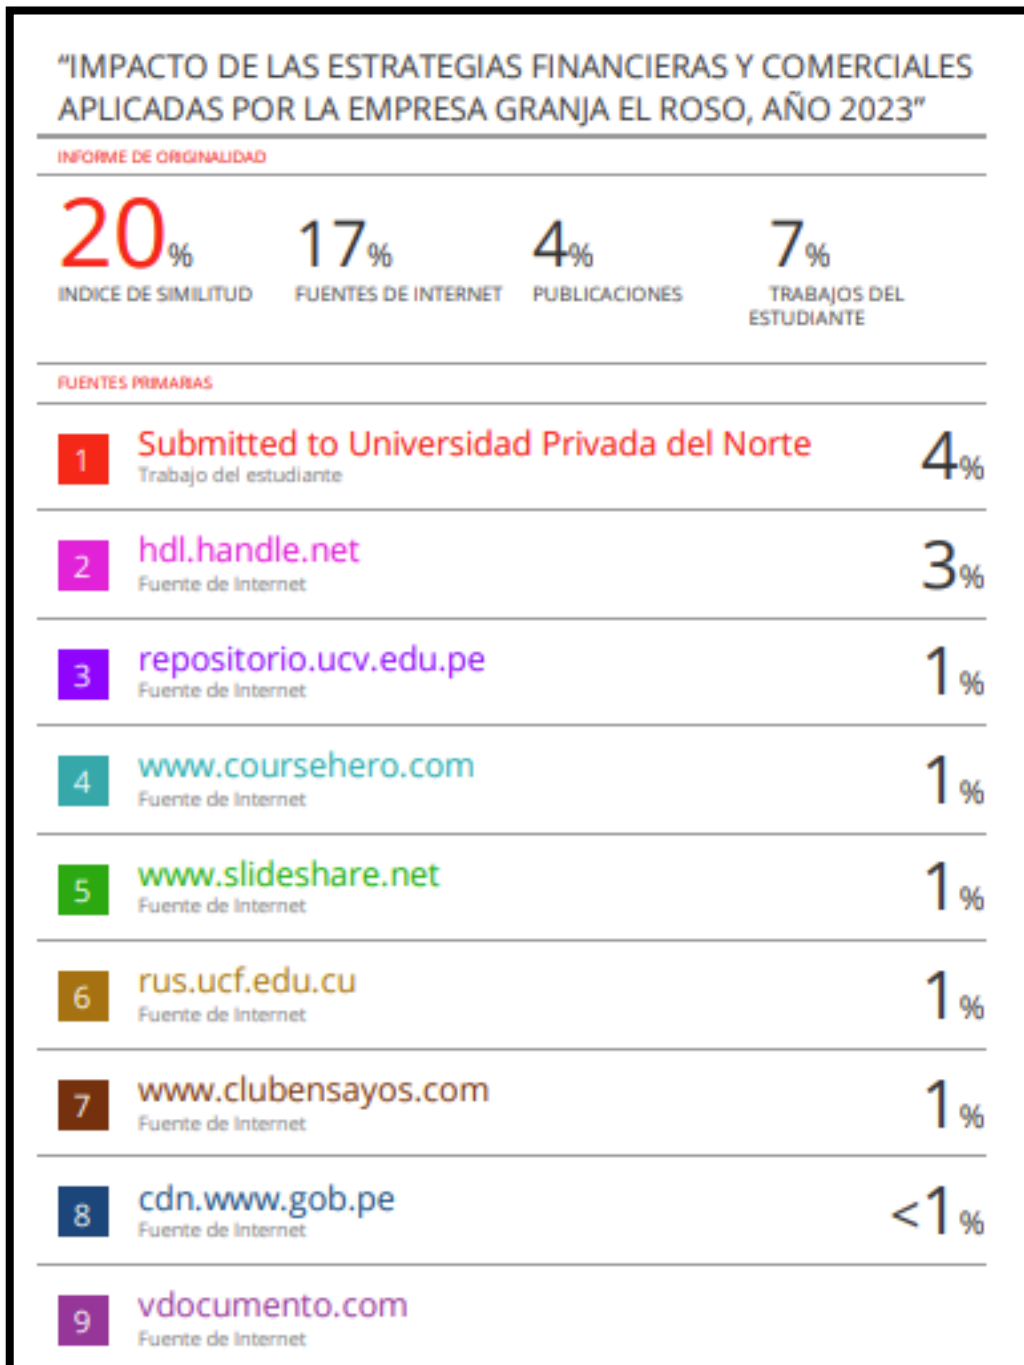 “IMPACTO DE LAS ESTRATEGIAS FINANCIERAS Y COMERCIALES
APLICADAS POR LA EMPRESA GRANJA EL ROSO, AÑO 2023”
INFORME DE ORIGINALIDAD
20% 17% 4% 7%
INDICE DE SIMILITUD FUENTES DE INTERNET PUBLICACIONES TRABAJOS DEL
ESTUDIANTE
FUENTES PRIMARIAS
1 Submitted to Universidad Privada del Norte 4%
Trabajo del estudiante
2 hdl.handle.net 3%
Fuente de Internet
3 repositorio.ucv.edu.pe 1%
Fuente de Internet
4 www.coursehero.com 1%
Fuente de Internet
5 www.slideshare.net 1%
Fuente de Internet
6 rus.ucf.edu.cu 1%
Fuente de Internet
7 www.clubensayos.com 1%
Fuente de Internet
8 cdn.www.gob.pe <1%
Fuente de Internet
9 vdocumento.com
Fuente de Internet